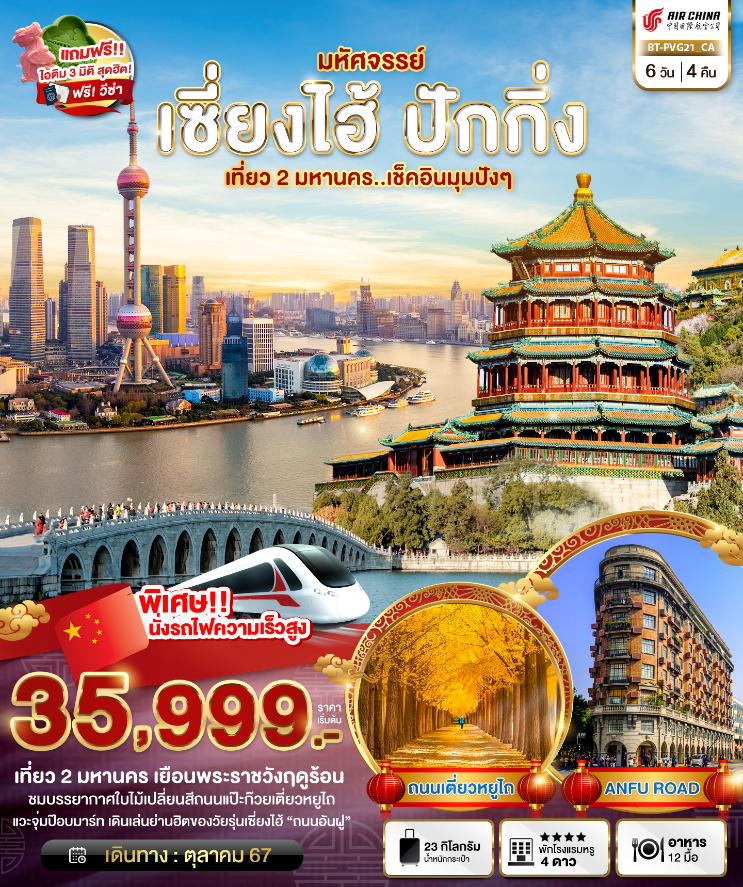 แถมฟรี!!
ไอติม 3 มิติ สุดฮิต!
ฟรี! วีซ่า
AIR CHINA
中国国际航空公司
BT-PVG21_CA
6 วัน | 4 คืน
มหัศจรรย์
เซี่ยงไฮ้ ปักกิ่ง
เที่ยว 2 มหานคร..เช็คอินมุมปังๆ
พิเศษ!!
นั่งรถไฟความเร็วสูง
35,999.-
ราคา
เริ่มต้น
เที่ยว 2 มหานคร เยือนพระราชวังฤดูร้อน
ชมบรรยากาศใบไม้เปลี่ยนสีถนนแป๊ะก๊วยเตี่ยวหยูไถ
แวะจุ่มป๊อบมาร์ท เดินเล่นย่านฮิตของวัยรุ่นเซี่ยงไฮ้ “ถนนอันฝู”
เดินทาง : ตุลาคม 67
ถนนเตี่ยวหยูไถ
ANFU ROAD
23 กิโลกรัม
น้ำหนักกระเป๋า
พักโรงแรมหรู
4 ดาว
อาหาร
12 มื้อ